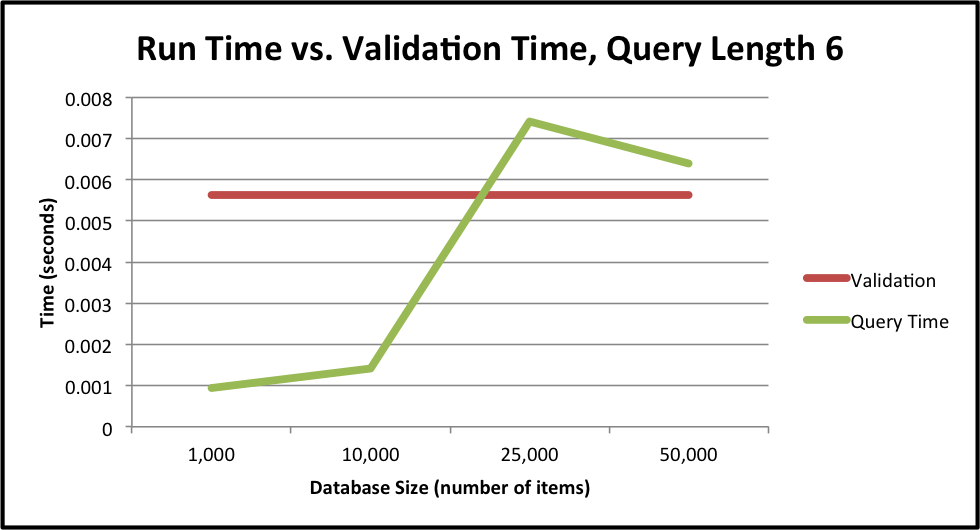 Run Time vs. Validation Time, Query Length 6
0.008
0.007
0.006
0.005
0.004
0.003
0.002
0.001
0
Time (seconds)
1,000
10,000
25,000
50,000
Database Size (number of items)
Validation
Query Time